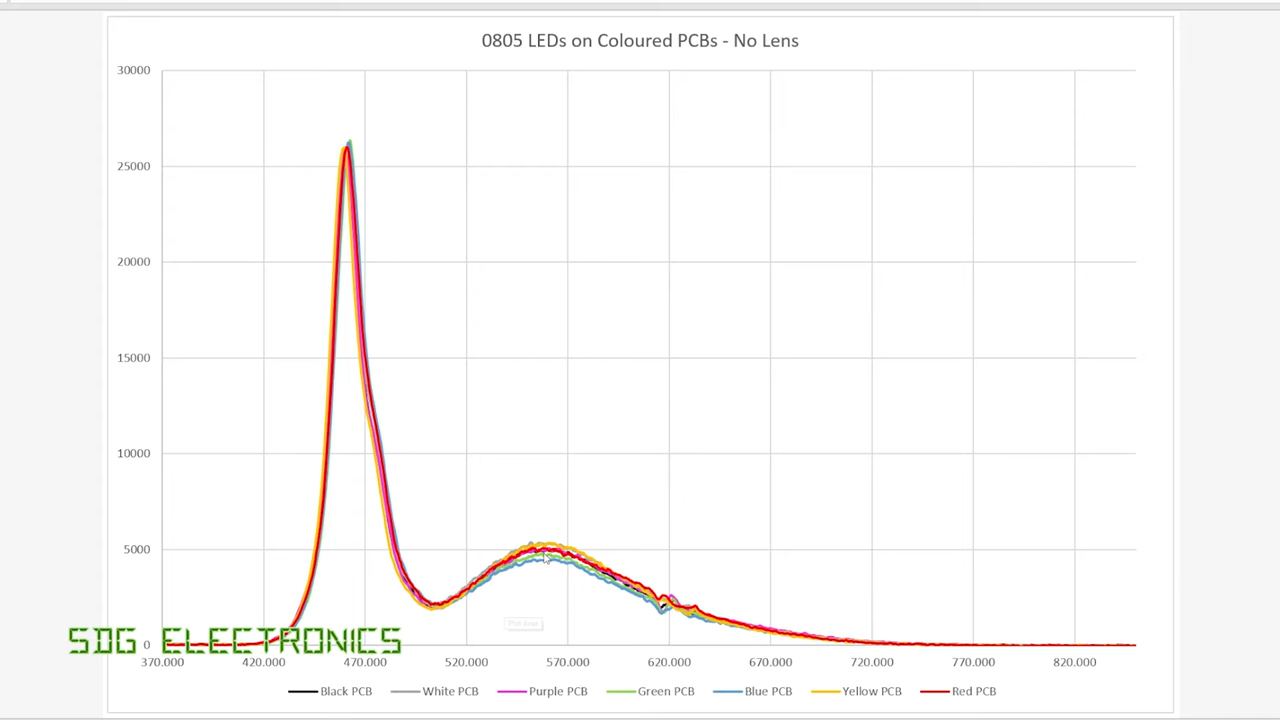 0805 LEDs on Coloured PCBs - No Lens
30000
25000
20000
15000
10000
5000
0
370.000 420.000 470.000 520.000 570.000 620.000 670.000 720.000 770.000 820.000
Plot Area
SDG ELECTRONICS
Black PCB White PCB Purple PCB Green PCB Blue PCB Yellow PCB Red PCB